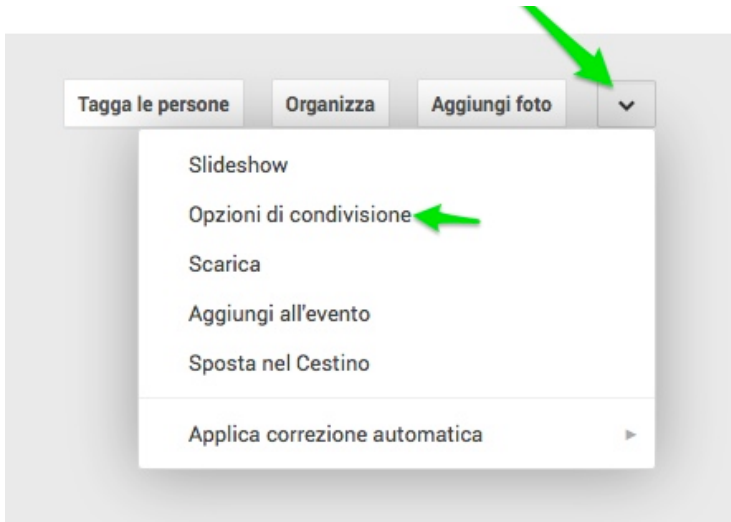 Tagga le persone Organizza Aggiungi foto
Slideshow
Opzioni di condivisione
Scarica
Aggiungi all'evento
Sposta nel Cestino
Applica correzione automatica